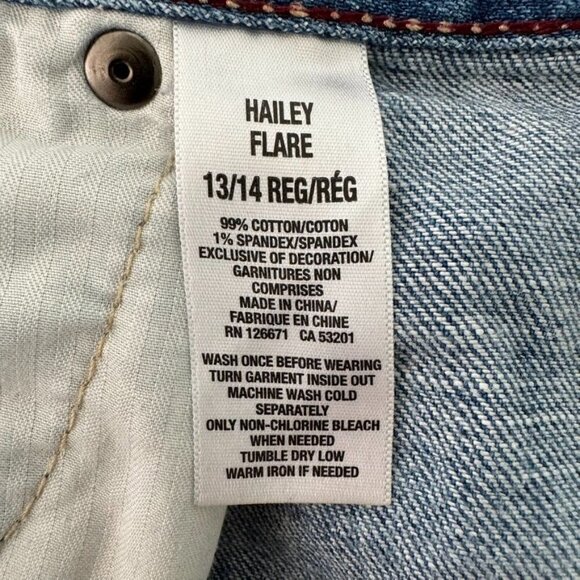 HAILEY
FLARE
13/14 REG/RÉG
99% COTTON/COTON
1% SPANDEX/SPANDEX
EXCLUSIVE OF DECORATION/
GARNITURES NON
COMPRISES
MADE IN CHINA/
FABRIQUE EN CHINE
RN 126671 CA 53201
WASH ONCE BEFORE WEARING
TURN GARMENT INSIDE OUT
MACHINE WASH COLD
SEPARATELY
ONLY NON-CHLORINE BLEACH
WHEN NEEDED
TUMBLE DRY LOW
WARM IRON IF NEEDED